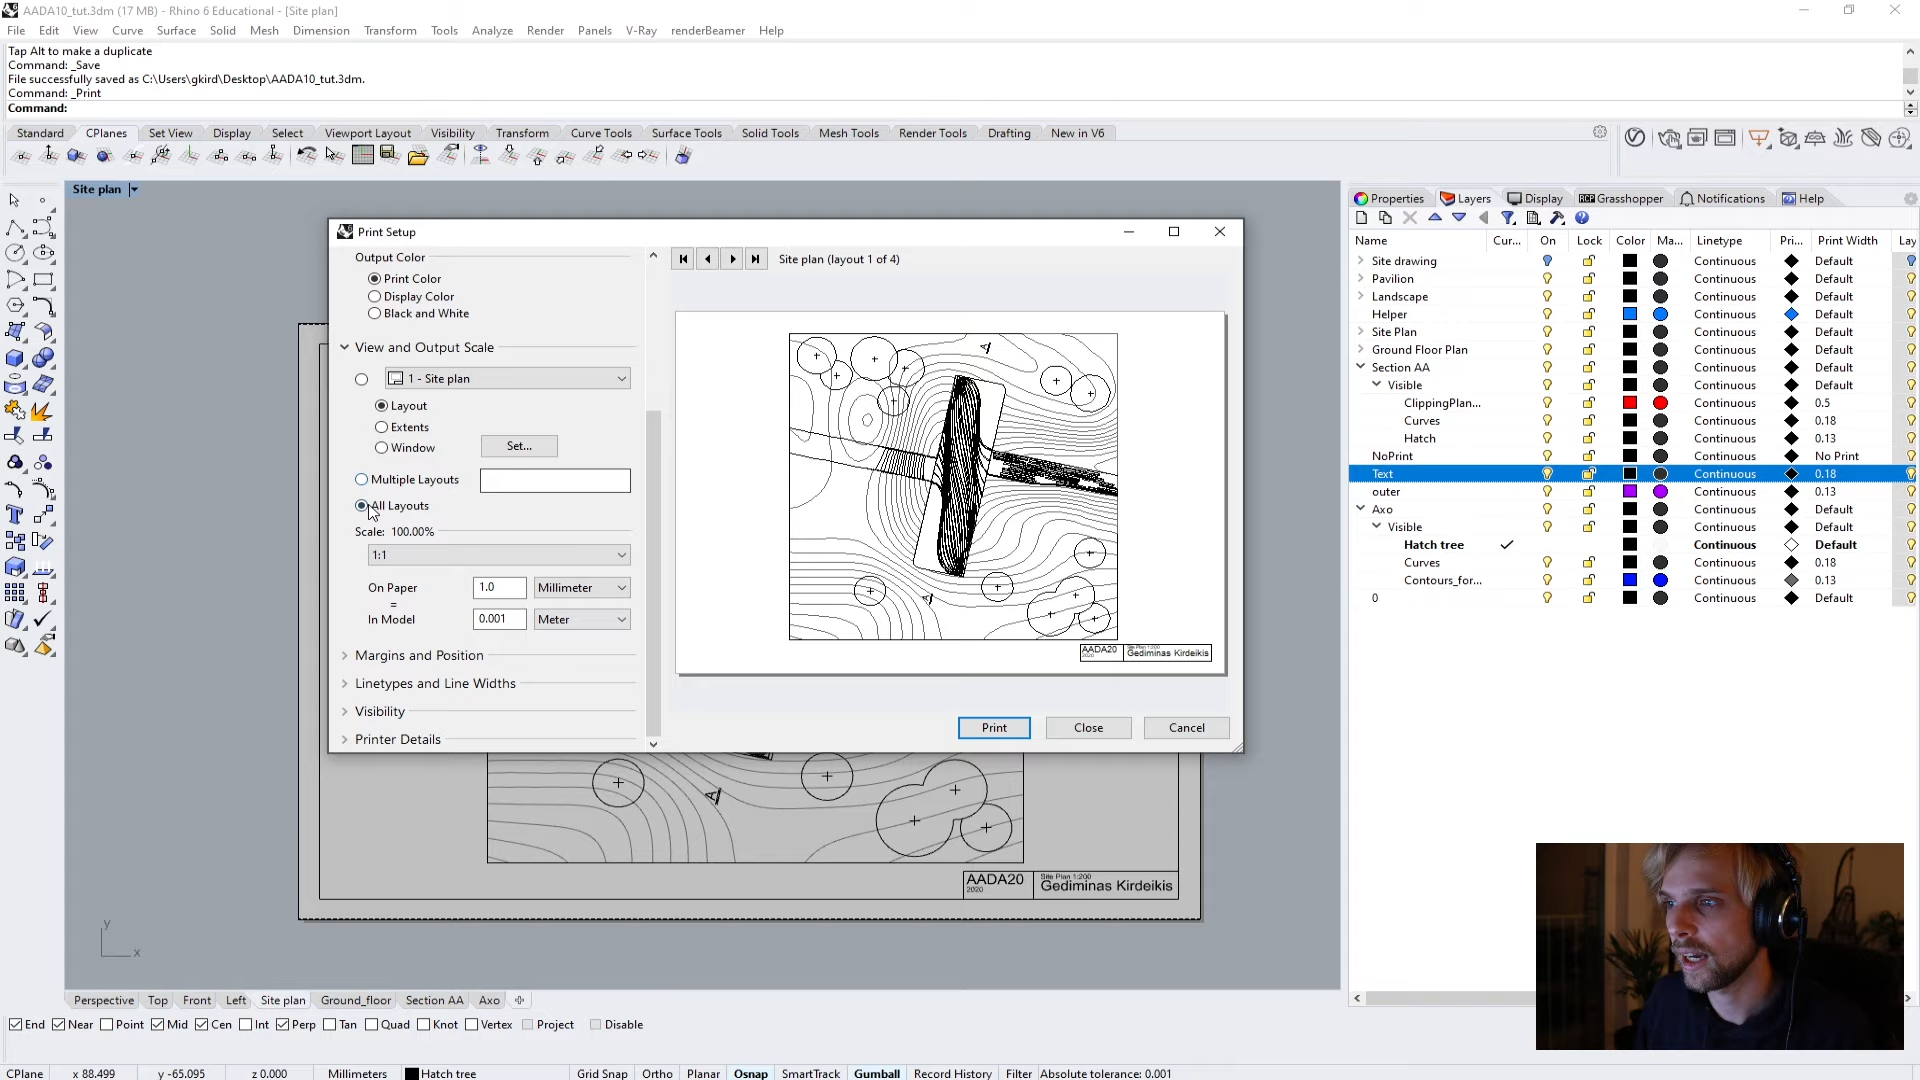 AADA10_tut.3dm (17 MB) - Rhino 6 Educational - [Site plan]
File Edit View Curve Surface Solid Mesh Dimension Transform Tools Analyze Render Panels V-Ray renderBeamer Help
Tap Alt to make a duplicate
Command: _Save
File successfully saved as C:\Users\gkird\Desktop\AADA10_tut.3dm.
Command: _Print
Command:
Standard CPlanes Set View Display Select Viewport Layout Visibility Transform Curve Tools Surface Tools Solid Tools Mesh Tools Render Tools Drafting New in V6
Site plan
Print Setup
Output Color
Print Color
Display Color
Black and White
View and Output Scale
1 - Site plan
Layout
Extents
Window Set...
Multiple Layouts
All Layouts
Scale: 100.00%
1:1
On Paper 1.0 Millimeter
=
In Model 0.001 Meter
Margins and Position
Linetypes and Line Widths
Visibility
Printer Details
Site plan (layout 1 of 4)
A
A
AADA20
2020
Site Plan 1:200
Gediminas Kirdeikis
Print Close Cancel
A
AADA20
2020
Site Plan 1:200
Gediminas Kirdeikis
y
x
Properties Layers Display Grasshopper Notifications Help
Name Cur... On Lock Color Ma... Linetype Pri... Print Width Lay
Site drawing Continuous Default
Pavilion Continuous Default
Landscape Continuous Default
Helper Continuous Default
Site Plan Continuous Default
Ground Floor Plan Continuous Default
Section AA Continuous Default
Visible Continuous Default
ClippingPlan... Continuous 0.5
Curves Continuous 0.18
Hatch Continuous 0.13
NoPrint Continuous No Print
Text Continuous 0.18
outer Continuous 0.13
Axo Continuous Default
Visible Continuous Default
Hatch tree Continuous Default
Curves Continuous 0.18
Contours_for... Continuous 0.13
0 Continuous Default
Perspective Top Front Left Site plan Ground_floor Section AA Axo
End Near Point Mid Cen Int Perp Tan Quad Knot Vertex Project Disable
CPlane x 88.499 y -65.095 z 0.000 Millimeters Hatch tree Grid Snap Ortho Planar Osnap SmartTrack Gumball Record History Filter Absolute tolerance: 0.001